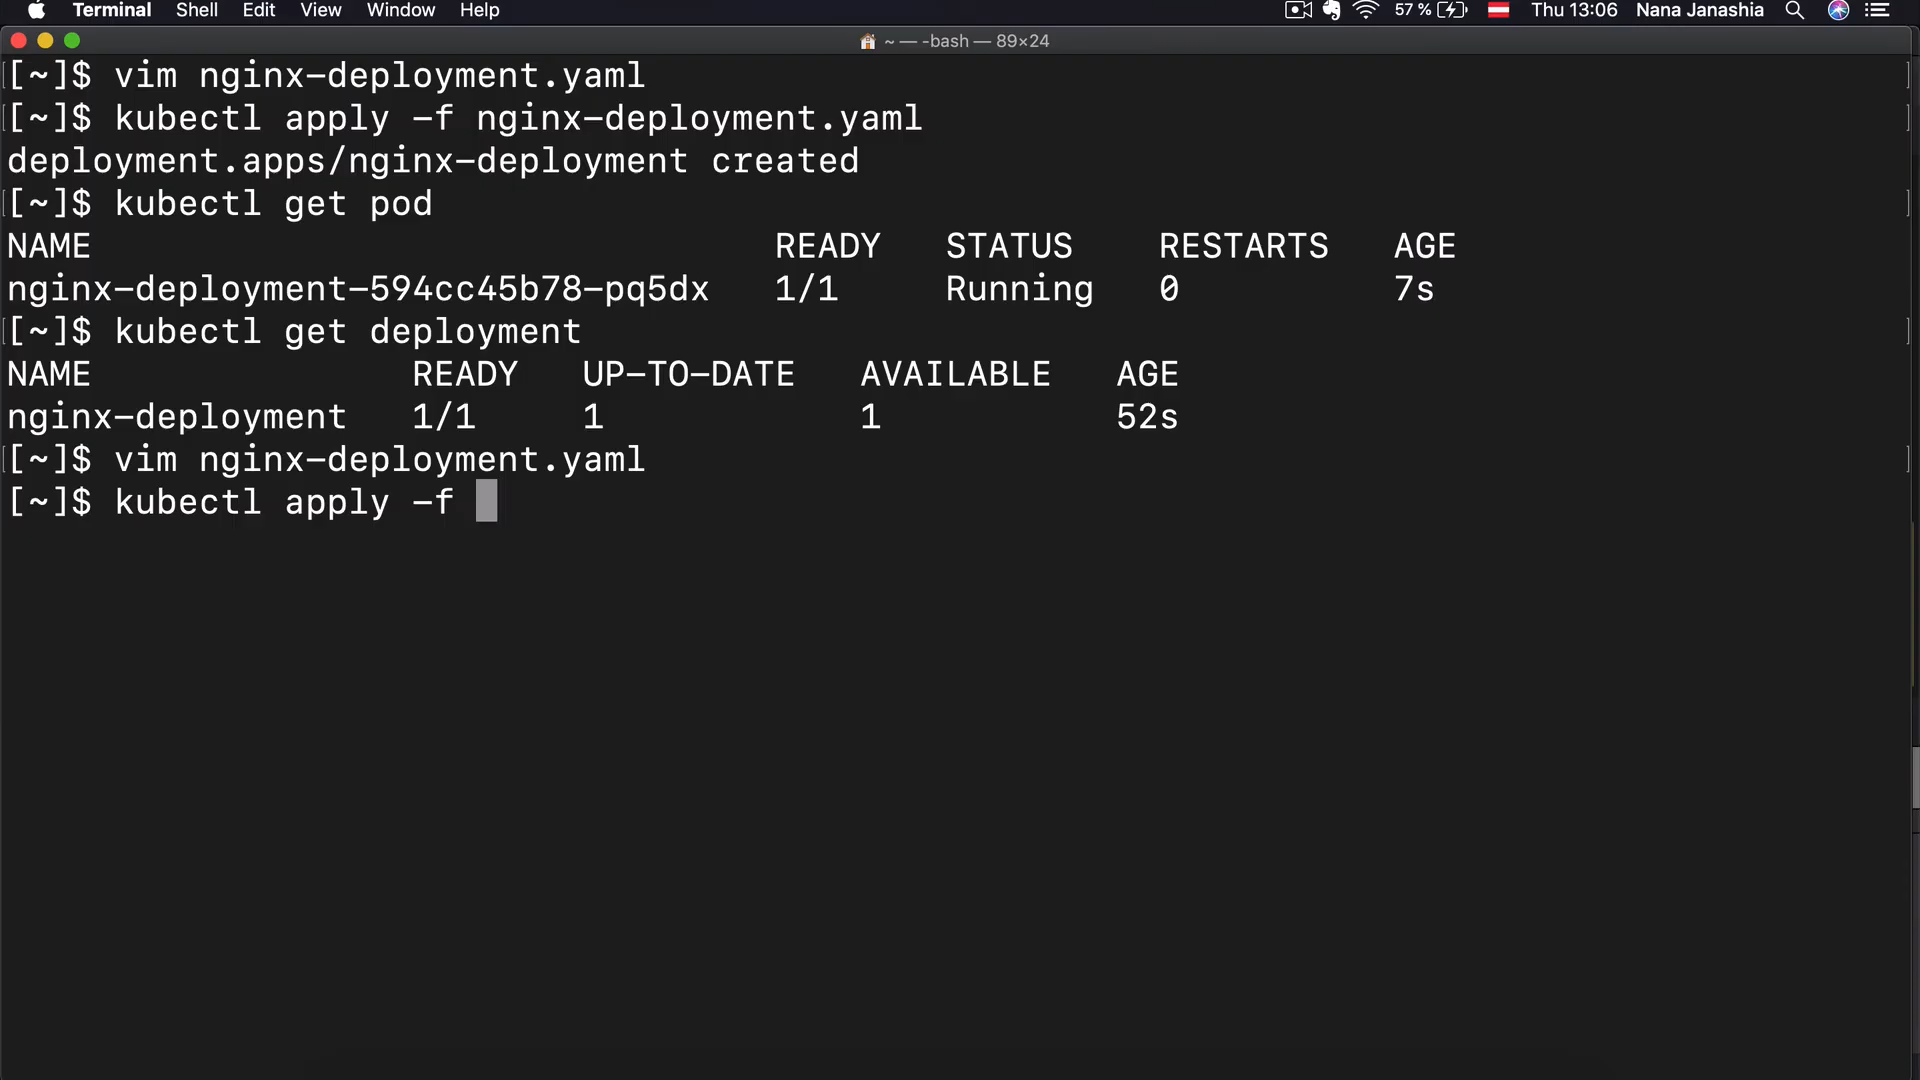 Terminal Shell Edit View Window Help 57 % Thu 13:06 Nana Janashia
~ — -bash — 89×24
[~]$ vim nginx-deployment.yaml
[~]$ kubectl apply -f nginx-deployment.yaml
deployment.apps/nginx-deployment created
[~]$ kubectl get pod
NAME READY STATUS RESTARTS AGE
nginx-deployment-594cc45b78-pq5dx 1/1 Running 0 7s
[~]$ kubectl get deployment
NAME READY UP-TO-DATE AVAILABLE AGE
nginx-deployment 1/1 1 1 52s
[~]$ vim nginx-deployment.yaml
[~]$ kubectl apply -f